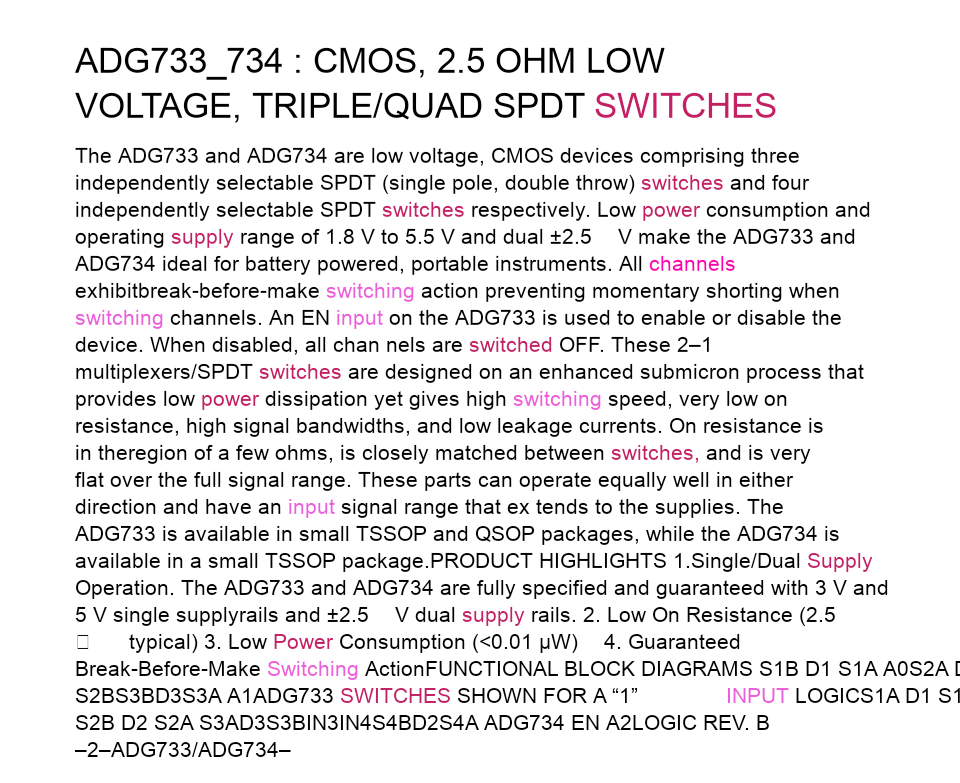 ADG733_734 : CMOS, 2.5 OHM LOW
VOLTAGE, TRIPLE/QUAD SPDT SWITCHES
The ADG733 and ADG734 are low voltage, CMOS devices comprising three
independently selectable SPDT (single pole, double throw) switches and four
independently selectable SPDT switches respectively. Low power consumption and
operating supply range of 1.8 V to 5.5 V and dual ±2.5 V make the ADG733 and
ADG734 ideal for battery powered, portable instruments. All channels
exhibitbreak-before-make switching action preventing momentary shorting when
switching channels. An EN input on the ADG733 is used to enable or disable the
device. When disabled, all chan nels are switched OFF. These 2–1
multiplexers/SPDT switches are designed on an enhanced submicron process that
provides low power dissipation yet gives high switching speed, very low on
resistance, high signal bandwidths, and low leakage currents. On resistance is
in theregion of a few ohms, is closely matched between switches, and is very
flat over the full signal range. These parts can operate equally well in either
direction and have an input signal range that ex tends to the supplies. The
ADG733 is available in small TSSOP and QSOP packages, while the ADG734 is
available in a small TSSOP package.PRODUCT HIGHLIGHTS 1.Single/Dual Supply
Operation. The ADG733 and ADG734 are fully specified and guaranteed with 3 V and
5 V single supplyrails and ±2.5 V dual supply rails. 2. Low On Resistance (2.5
□ typical) 3. Low Power Consumption (<0.01 µW) 4. Guaranteed
Break-Before-Make Switching ActionFUNCTIONAL BLOCK DIAGRAMS S1B D1 S1A A0S2A
S2BS3BD3S3A A1ADG733 SWITCHES SHOWN FOR A “1” INPUT LOGICS1A D1
S2B D2 S2A S3AD3S3BIN3IN4S4BD2S4A ADG734 EN A2LOGIC REV. B
–2–ADG733/ADG734–